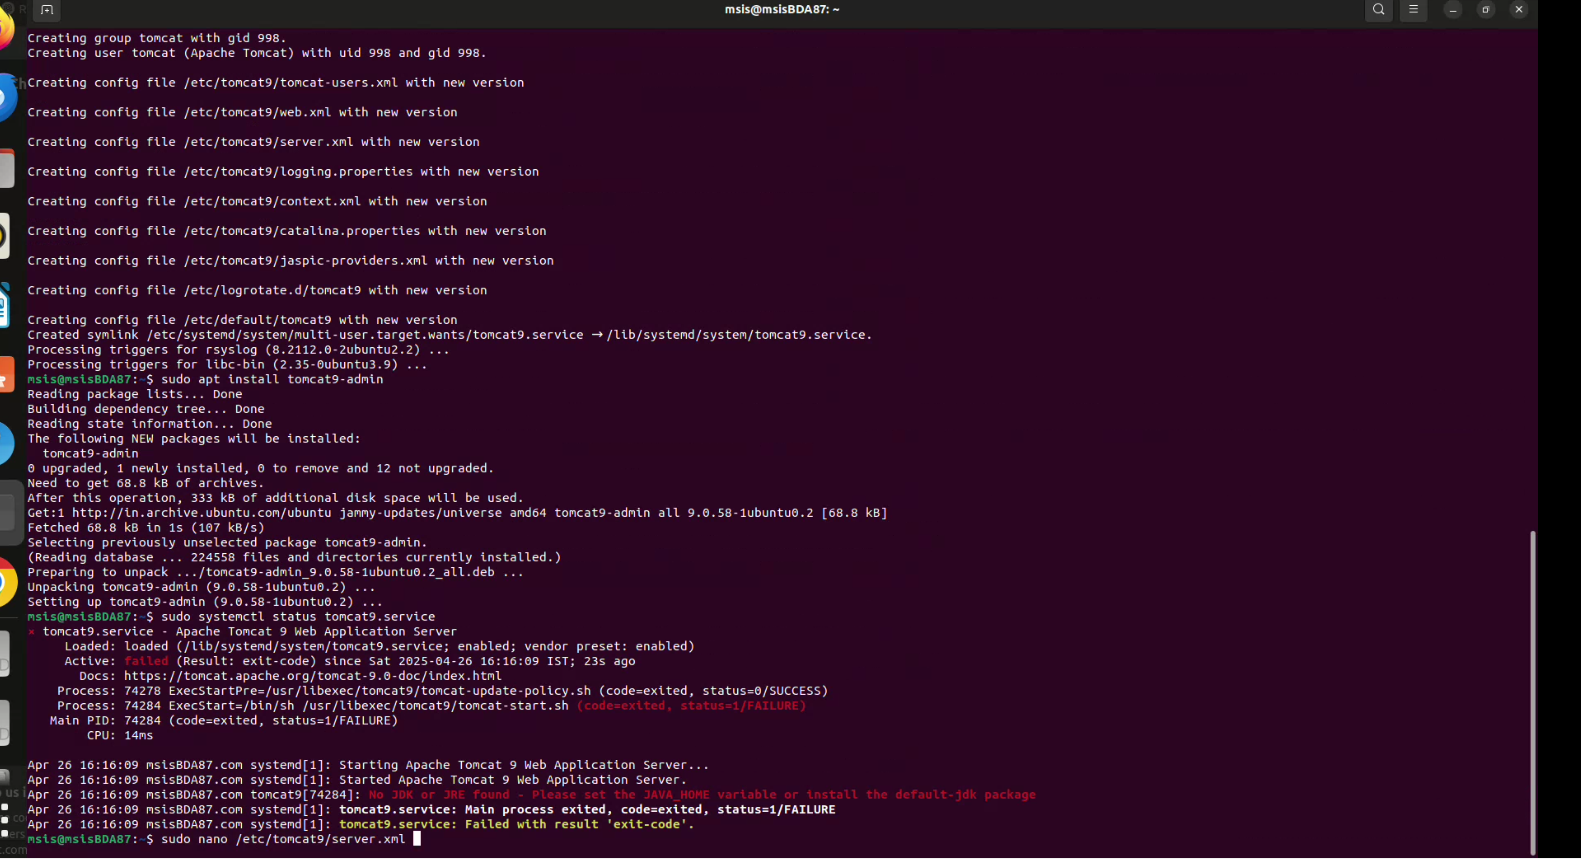 msis@msisBDA87: ~
Creating group tomcat with gid 998.
Creating user tomcat (Apache Tomcat) with uid 998 and gid 998.
Creating config file /etc/tomcat9/tomcat-users.xml with new version
Creating config file /etc/tomcat9/web.xml with new version
Creating config file /etc/tomcat9/server.xml with new version
Creating config file /etc/tomcat9/logging.properties with new version
Creating config file /etc/tomcat9/context.xml with new version
Creating config file /etc/tomcat9/catalina.properties with new version
Creating config file /etc/tomcat9/jaspic-providers.xml with new version
Creating config file /etc/logrotate.d/tomcat9 with new version
Creating config file /etc/default/tomcat9 with new version
Created symlink /etc/systemd/system/multi-user.target.wants/tomcat9.service → /lib/systemd/system/tomcat9.service.
Processing triggers for rsyslog (8.2112.0-2ubuntu2.2) ...
Processing triggers for libc-bin (2.35-0ubuntu3.9) ...
msis@msisBDA87:~$ sudo apt install tomcat9-admin
Reading package lists... Done
Building dependency tree... Done
Reading state information... Done
The following NEW packages will be installed:
  tomcat9-admin
0 upgraded, 1 newly installed, 0 to remove and 12 not upgraded.
Need to get 68.8 kB of archives.
After this operation, 333 kB of additional disk space will be used.
Get:1 http://in.archive.ubuntu.com/ubuntu jammy-updates/universe amd64 tomcat9-admin all 9.0.58-1ubuntu0.2 [68.8 kB]
Fetched 68.8 kB in 1s (107 kB/s)
Selecting previously unselected package tomcat9-admin.
(Reading database ... 224558 files and directories currently installed.)
Preparing to unpack .../tomcat9-admin_9.0.58-1ubuntu0.2_all.deb ...
Unpacking tomcat9-admin (9.0.58-1ubuntu0.2) ...
Setting up tomcat9-admin (9.0.58-1ubuntu0.2) ...
msis@msisBDA87:~$ sudo systemctl status tomcat9.service
× tomcat9.service - Apache Tomcat 9 Web Application Server
     Loaded: loaded (/lib/systemd/system/tomcat9.service; enabled; vendor preset: enabled)
     Active: failed (Result: exit-code) since Sat 2025-04-26 16:16:09 IST; 23s ago
       Docs: https://tomcat.apache.org/tomcat-9.0-doc/index.html
    Process: 74278 ExecStartPre=/usr/libexec/tomcat9/tomcat-update-policy.sh (code=exited, status=0/SUCCESS)
    Process: 74284 ExecStart=/bin/sh /usr/libexec/tomcat9/tomcat-start.sh (code=exited, status=1/FAILURE)
   Main PID: 74284 (code=exited, status=1/FAILURE)
        CPU: 14ms
Apr 26 16:16:09 msisBDA87.com systemd[1]: Starting Apache Tomcat 9 Web Application Server...
Apr 26 16:16:09 msisBDA87.com systemd[1]: Started Apache Tomcat 9 Web Application Server.
Apr 26 16:16:09 msisBDA87.com tomcat9[74284]: No JDK or JRE found - Please set the JAVA_HOME variable or install the default-jdk package
Apr 26 16:16:09 msisBDA87.com systemd[1]: tomcat9.service: Main process exited, code=exited, status=1/FAILURE
Apr 26 16:16:09 msisBDA87.com systemd[1]: tomcat9.service: Failed with result 'exit-code'.
msis@msisBDA87:~$ sudo nano /etc/tomcat9/server.xml